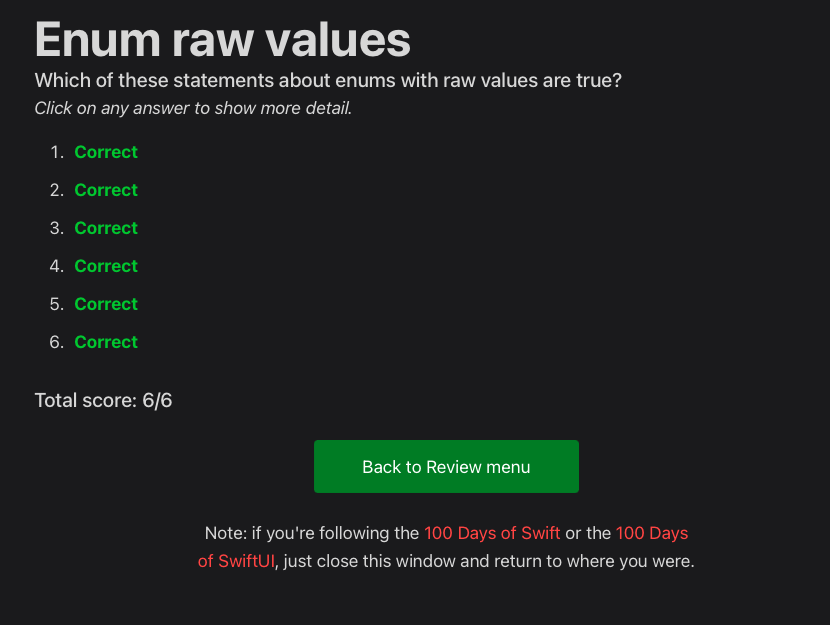 Enum raw values
Which of these statements about enums with raw values are true?
Click on any answer to show more detail.
1. Correct
2. Correct
3. Correct
4. Correct
5. Correct
6. Correct
Total score: 6/6
Back to Review menu
Note: if you're following the 100 Days of Swift or the 100 Days
of SwiftUI, just close this window and return to where you were.